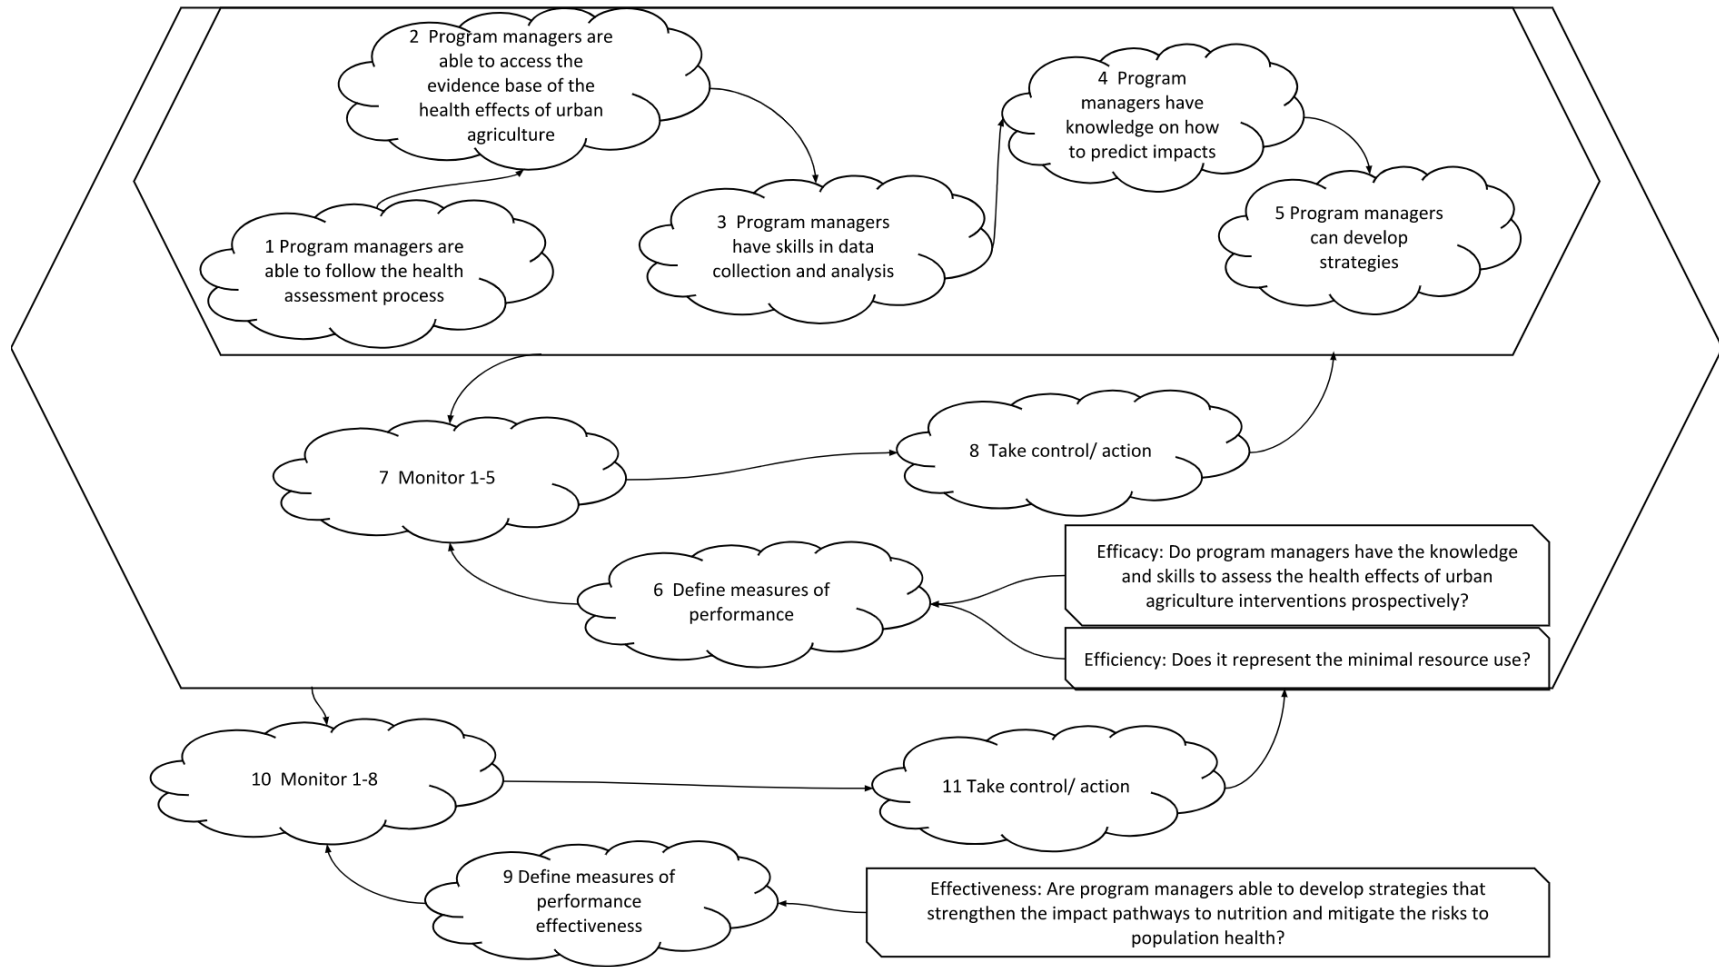 2  Program managers are
able to access the
evidence base of the
health effects of urban
agriculture
4  Program
managers have
knowledge on how
to predict impacts
1 Program managers are
able to follow the health
assessment process
3  Program managers
have skills in data
collection and analysis
5 Program managers
can develop
strategies
7  Monitor 1-5
8  Take control/ action
6  Define measures of
performance
Efficacy: Do program managers have the knowledge
and skills to assess the health effects of urban
agriculture interventions prospectively?
Efficiency: Does it represent the minimal resource use?
10  Monitor 1-8
11 Take control/ action
9 Define measures of
performance
effectiveness
Effectiveness: Are program managers able to develop strategies that
strengthen the impact pathways to nutrition and mitigate the risks to
population health?